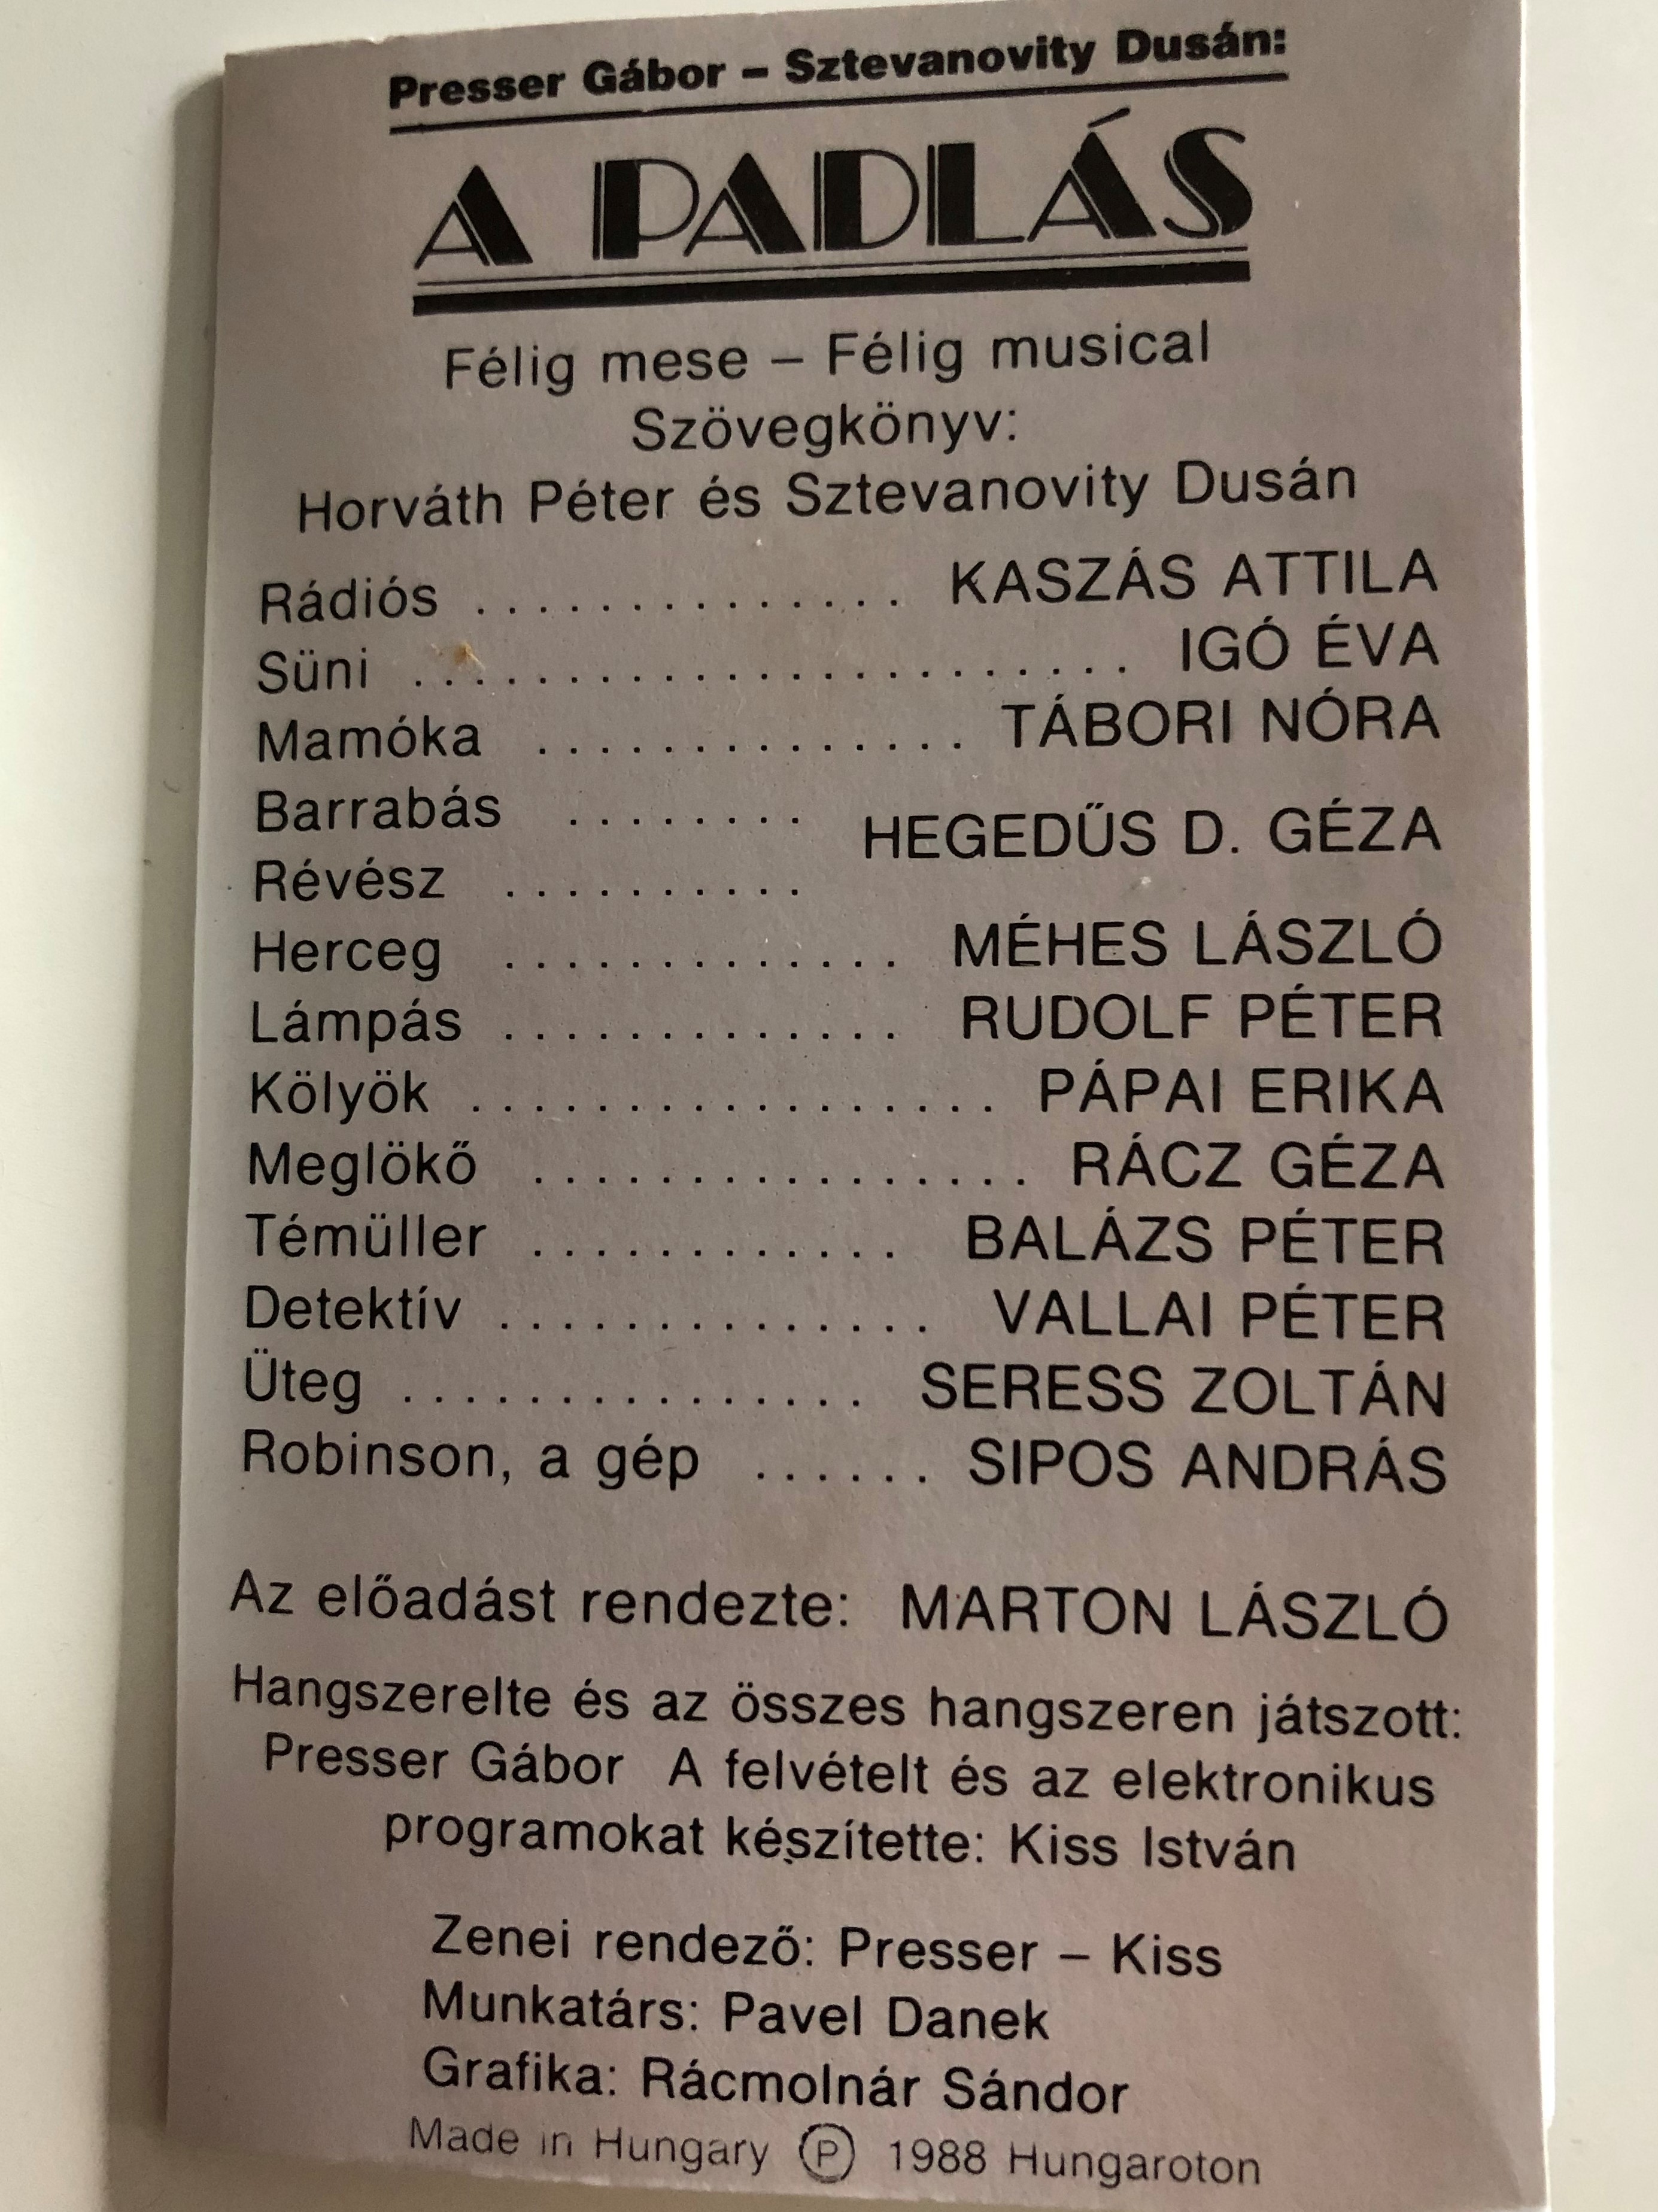 Presser Gábor – Sztevanovity Dusán:
A PADLÁS
Félig mese – Félig musical
Szövegkönyv:
Horváth Péter és Sztevanovity Dusán
Rádiós .............. KASZÁS ATTILA
Süni ....................... IGÓ ÉVA
Mamóka .............. TÁBORI NÓRA
Barrabás ........
HEGEDŰS D. GÉZA
Révész ..........
Herceg ............. MÉHES LÁSZLÓ
Lámpás ............. RUDOLF PÉTER
Kölyök ................. PÁPAI ERIKA
Meglökő ................ RÁCZ GÉZA
Témüller ............ BALÁZS PÉTER
Detektív .............. VALLAI PÉTER
Üteg ............... SERESS ZOLTÁN
Robinson, a gép ...... SIPOS ANDRÁS
Az előadást rendezte: MARTON LÁSZLÓ
Hangszerelte és az összes hangszeren játszott:
Presser Gábor A felvételt és az elektronikus
programokat készítette: Kiss István
Zenei rendező: Presser – Kiss
Munkatárs: Pavel Danek
Grafika: Rácmolnár Sándor
Made in Hungary Ⓟ 1988 Hungaroton